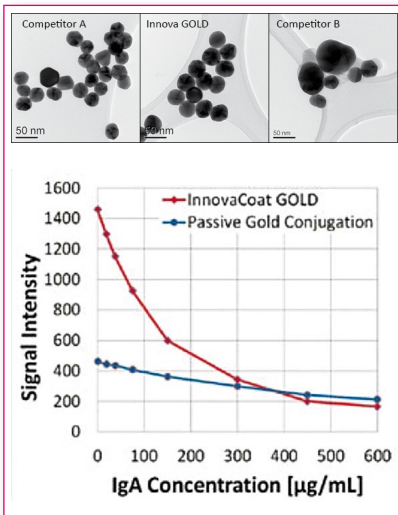 Competitor A
Innova GOLD
Competitor B
50 nm
50 nm
50 nm
InnovaCoat GOLD
Passive Gold Conjugation
Signal Intensity
1600
1400
1200
1000
800
600
400
200
0
0 100 200 300 400 500 600
IgA Concentration [µg/mL]